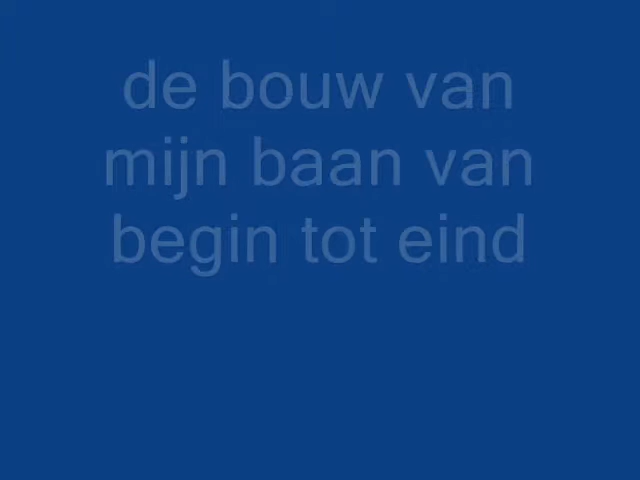 de bouw van
mijn baan van
begin tot eind